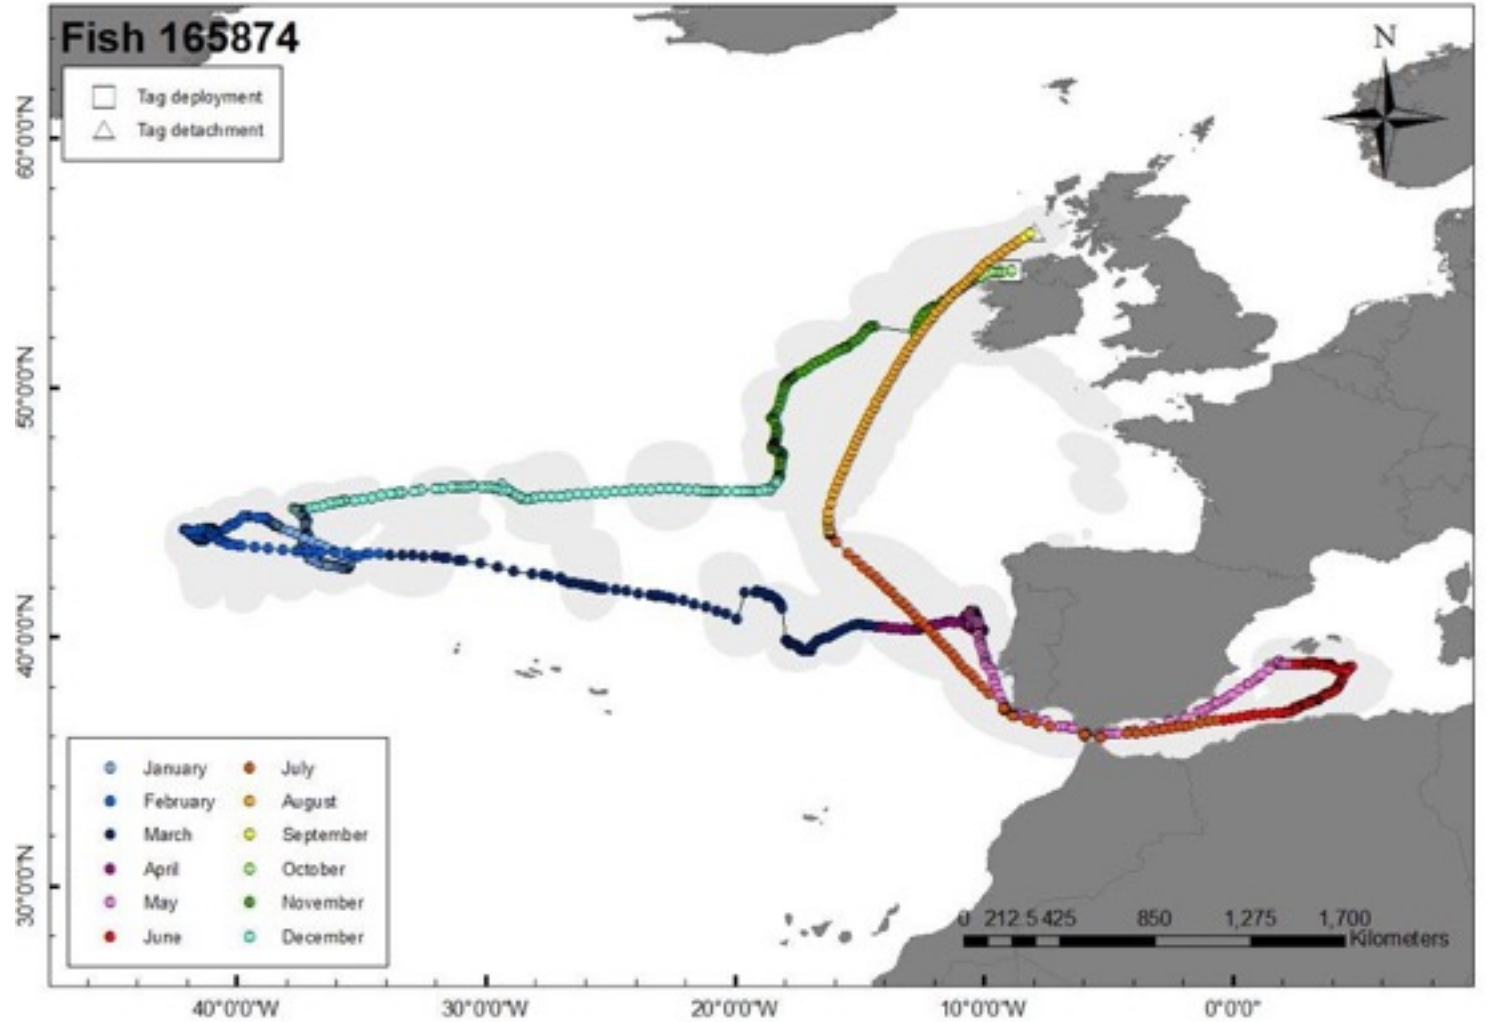 Fish 165874
N
Tag deployment
Tag detachment
60°0'0"N
50°0'0"N
40°0'0"N
30°0'0"N
January
February
March
April
May
June
July
August
September
October
November
December
0 212.5 425 850 1,275 1,700
Kilometers
40°0'0"W 30°0'0"W 20°0'0"W 10°0'0"W 0°0'0"